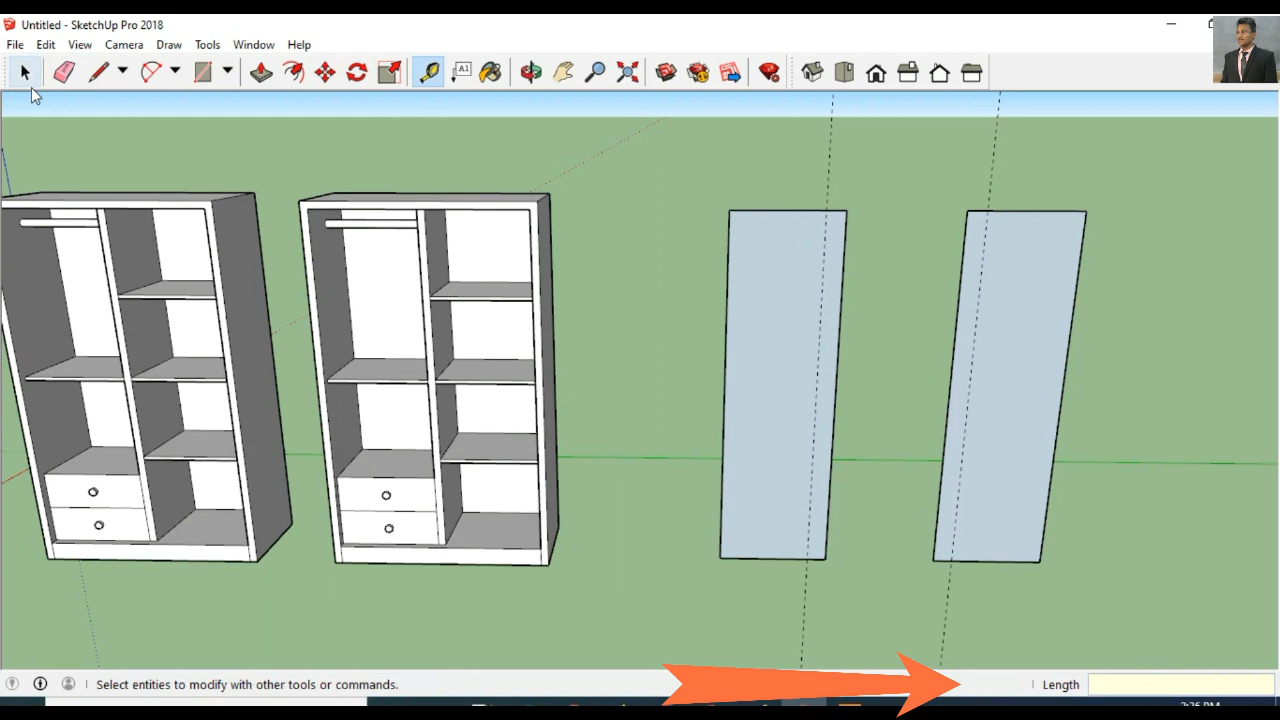 Untitled - SketchUp Pro 2018
File Edit View Camera Draw Tools Window Help
A1
Select entities to modify with other tools or commands.
Length